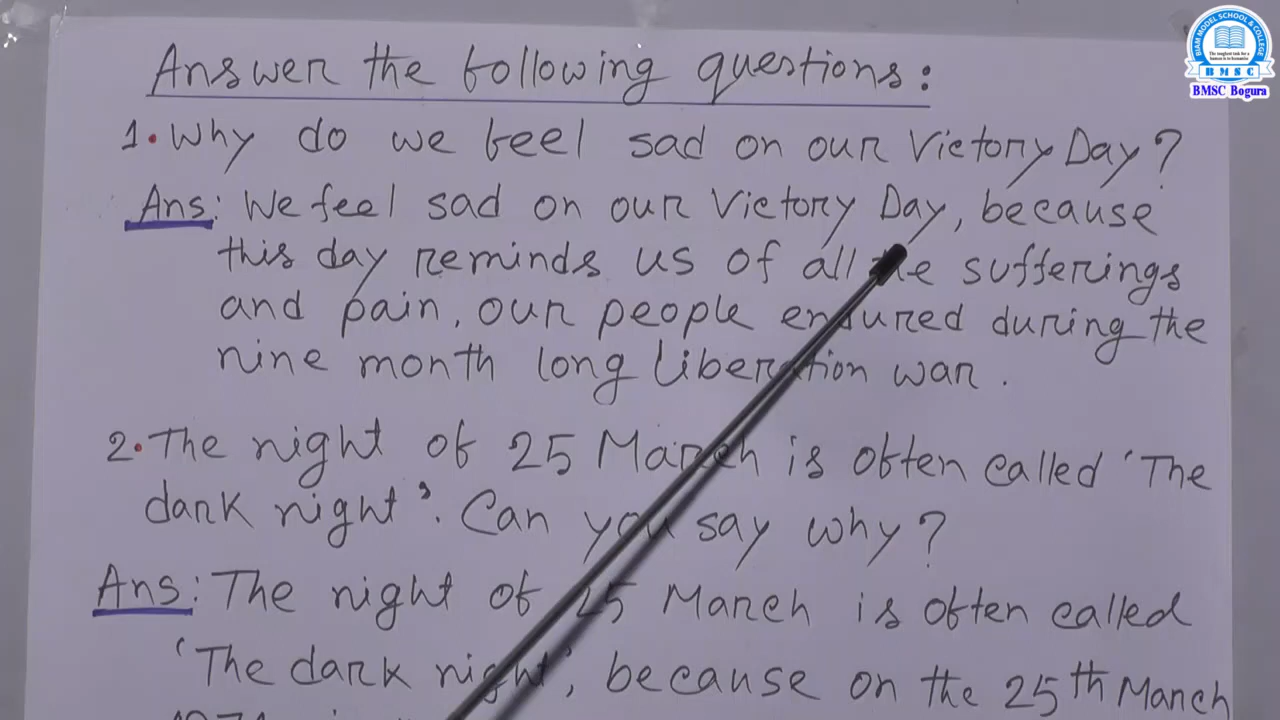 Answer the following questions:
1. Why do we feel sad on our Victory Day?
Ans: We feel sad on our Victory Day, because
this day reminds us of all the sufferings
and pain, our people endured during the
nine month long liberation war.
2. The night of 25 March is often called 'The
dark night'. Can you say why?
Ans: The night of 25 March is often called
'The dark night', because on the 25th March
BIAM MODEL SCHOOL & COLLEGE
BMSC
BMSC Bogura